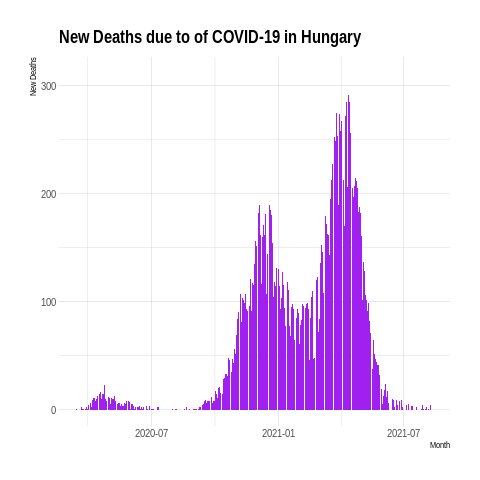 New Deaths due to of COVID-19 in Hungary
New Deaths
300
200
100
0
2020-07
2021-01
2021-07
Month